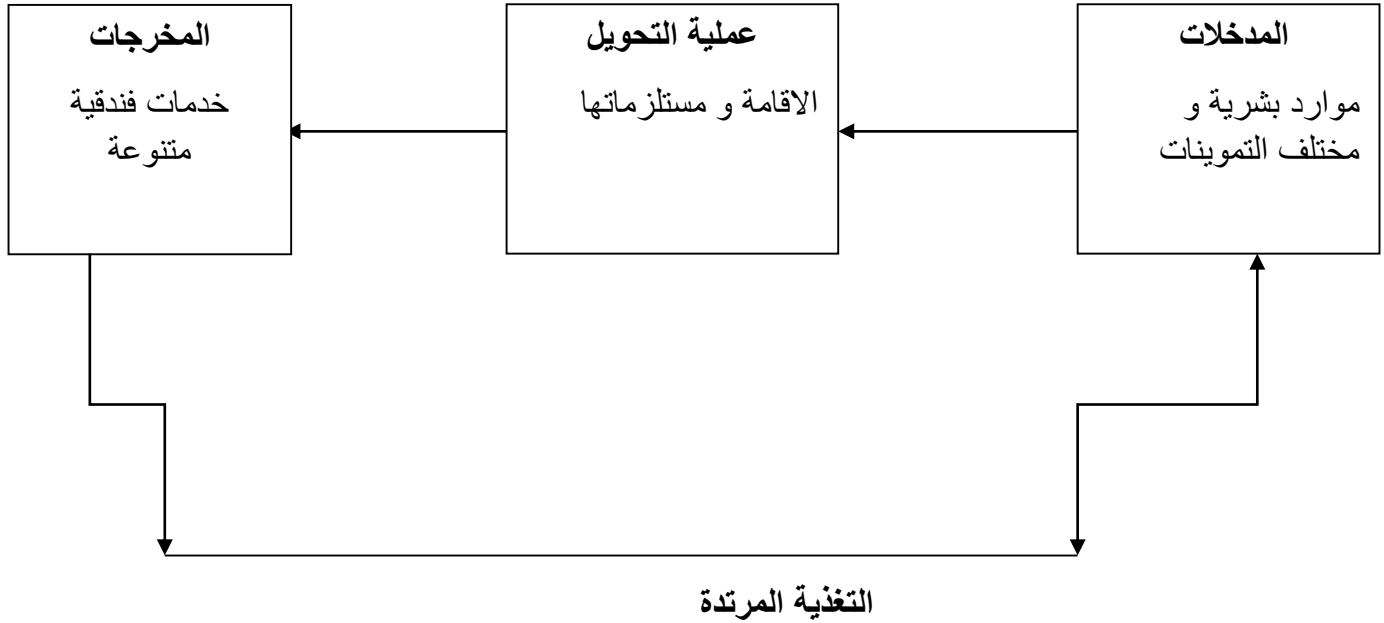 المدخلات
موارد بشرية و
مختلف التموينات
عملية التحويل
الاقامة و مستلزماتها
المخرجات
خدمات فندقية
متنوعة
التغذية المرتدة